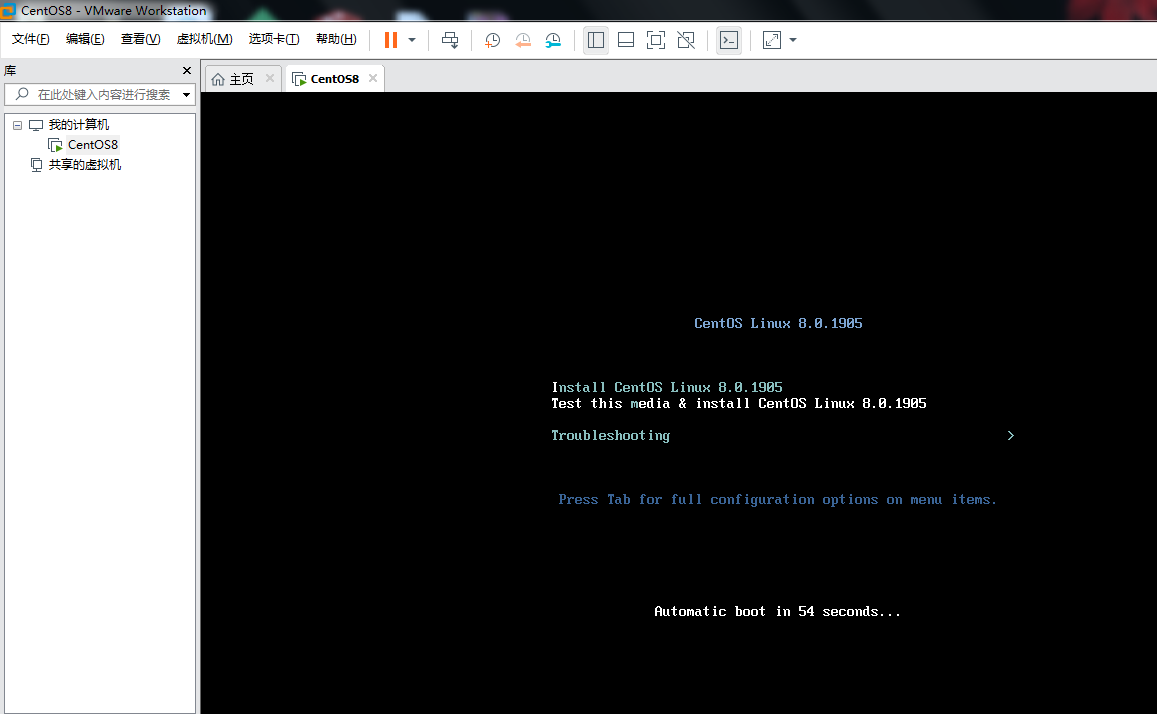 CentOS8 - VMware Workstation
文件(F) 编辑(E) 查看(V) 虚拟机(M) 选项卡(T) 帮助(H)
库
在此处键入内容进行搜索
我的计算机
CentOS8
共享的虚拟机
主页 CentOS8
CentOS Linux 8.0.1905
Install CentOS Linux 8.0.1905
Test this media & install CentOS Linux 8.0.1905
Troubleshooting >
Press Tab for full configuration options on menu items.
Automatic boot in 54 seconds...